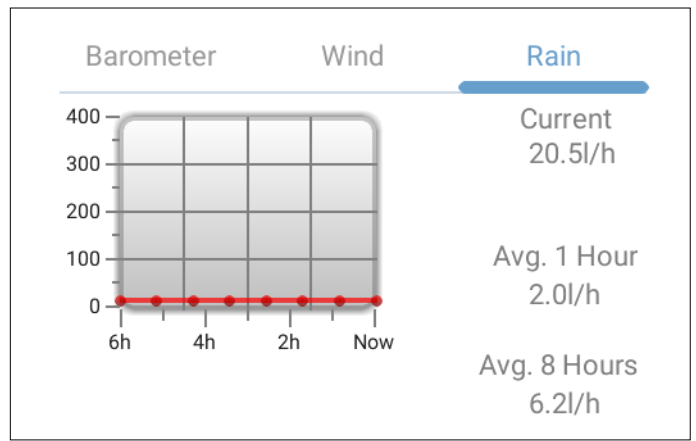 Barometer Wind Rain
400
300
200
100
0
6h 4h 2h Now
Current
20.5l/h
Avg. 1 Hour
2.0l/h
Avg. 8 Hours
6.2l/h